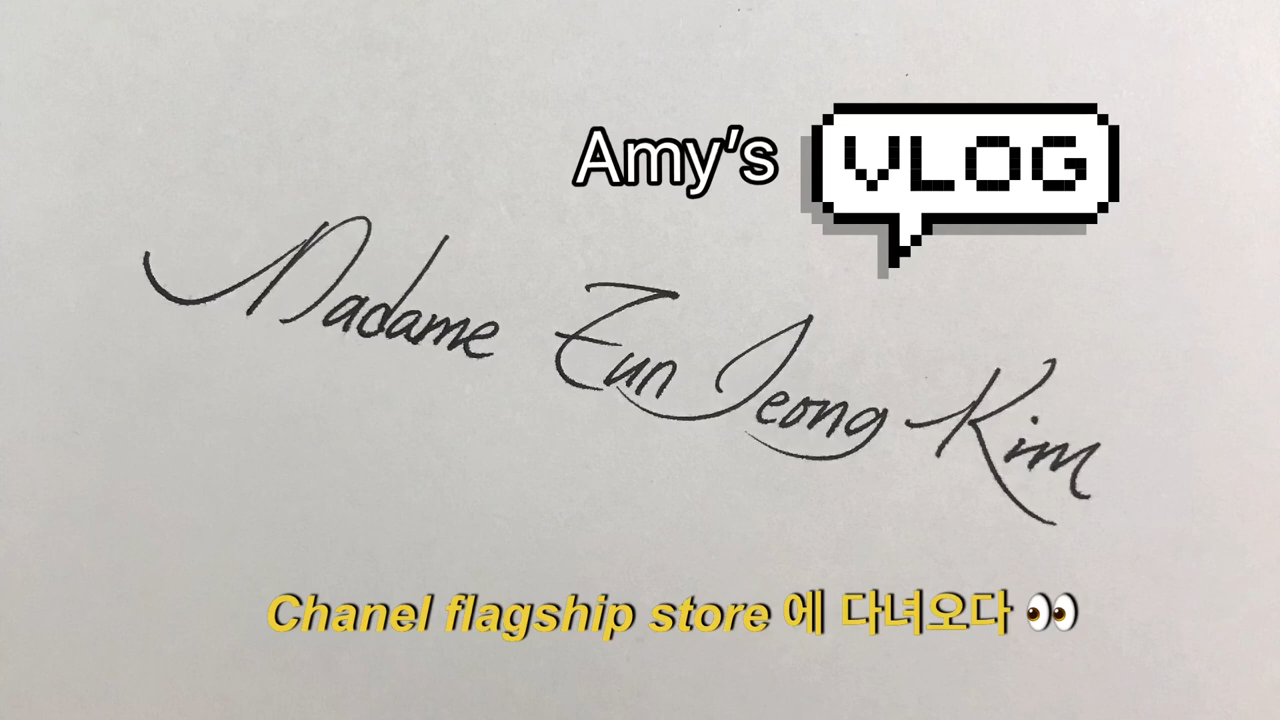 Amy's VLOG
Madame Eun Jeong Kim
Chanel flagship store 에 다녀오다 👀